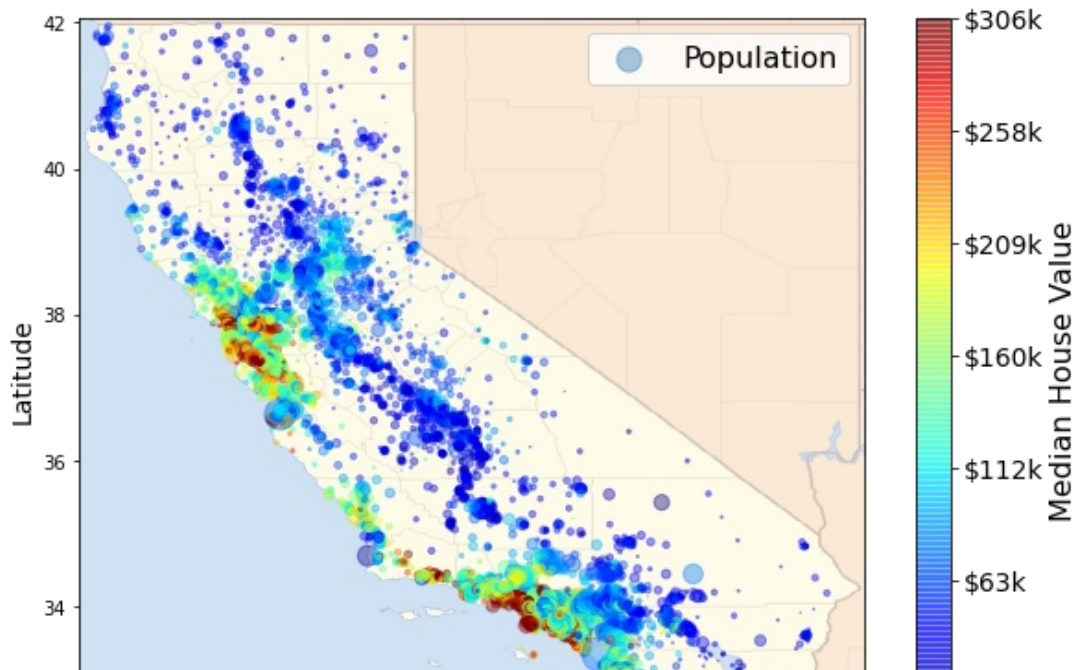 42
40
38
36
34
Latitude
Population
$306k
$258k
$209k
$160k
$112k
$63k
Median House Value